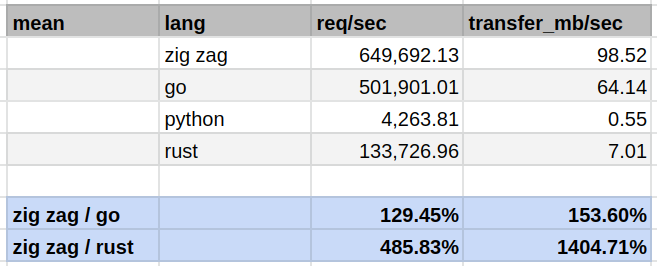 mean lang req/sec transfer_mb/sec
zig zag 649,692.13 98.52
go 501,901.01 64.14
python 4,263.81 0.55
rust 133,726.96 7.01
zig zag / go 129.45% 153.60%
zig zag / rust 485.83% 1404.71%